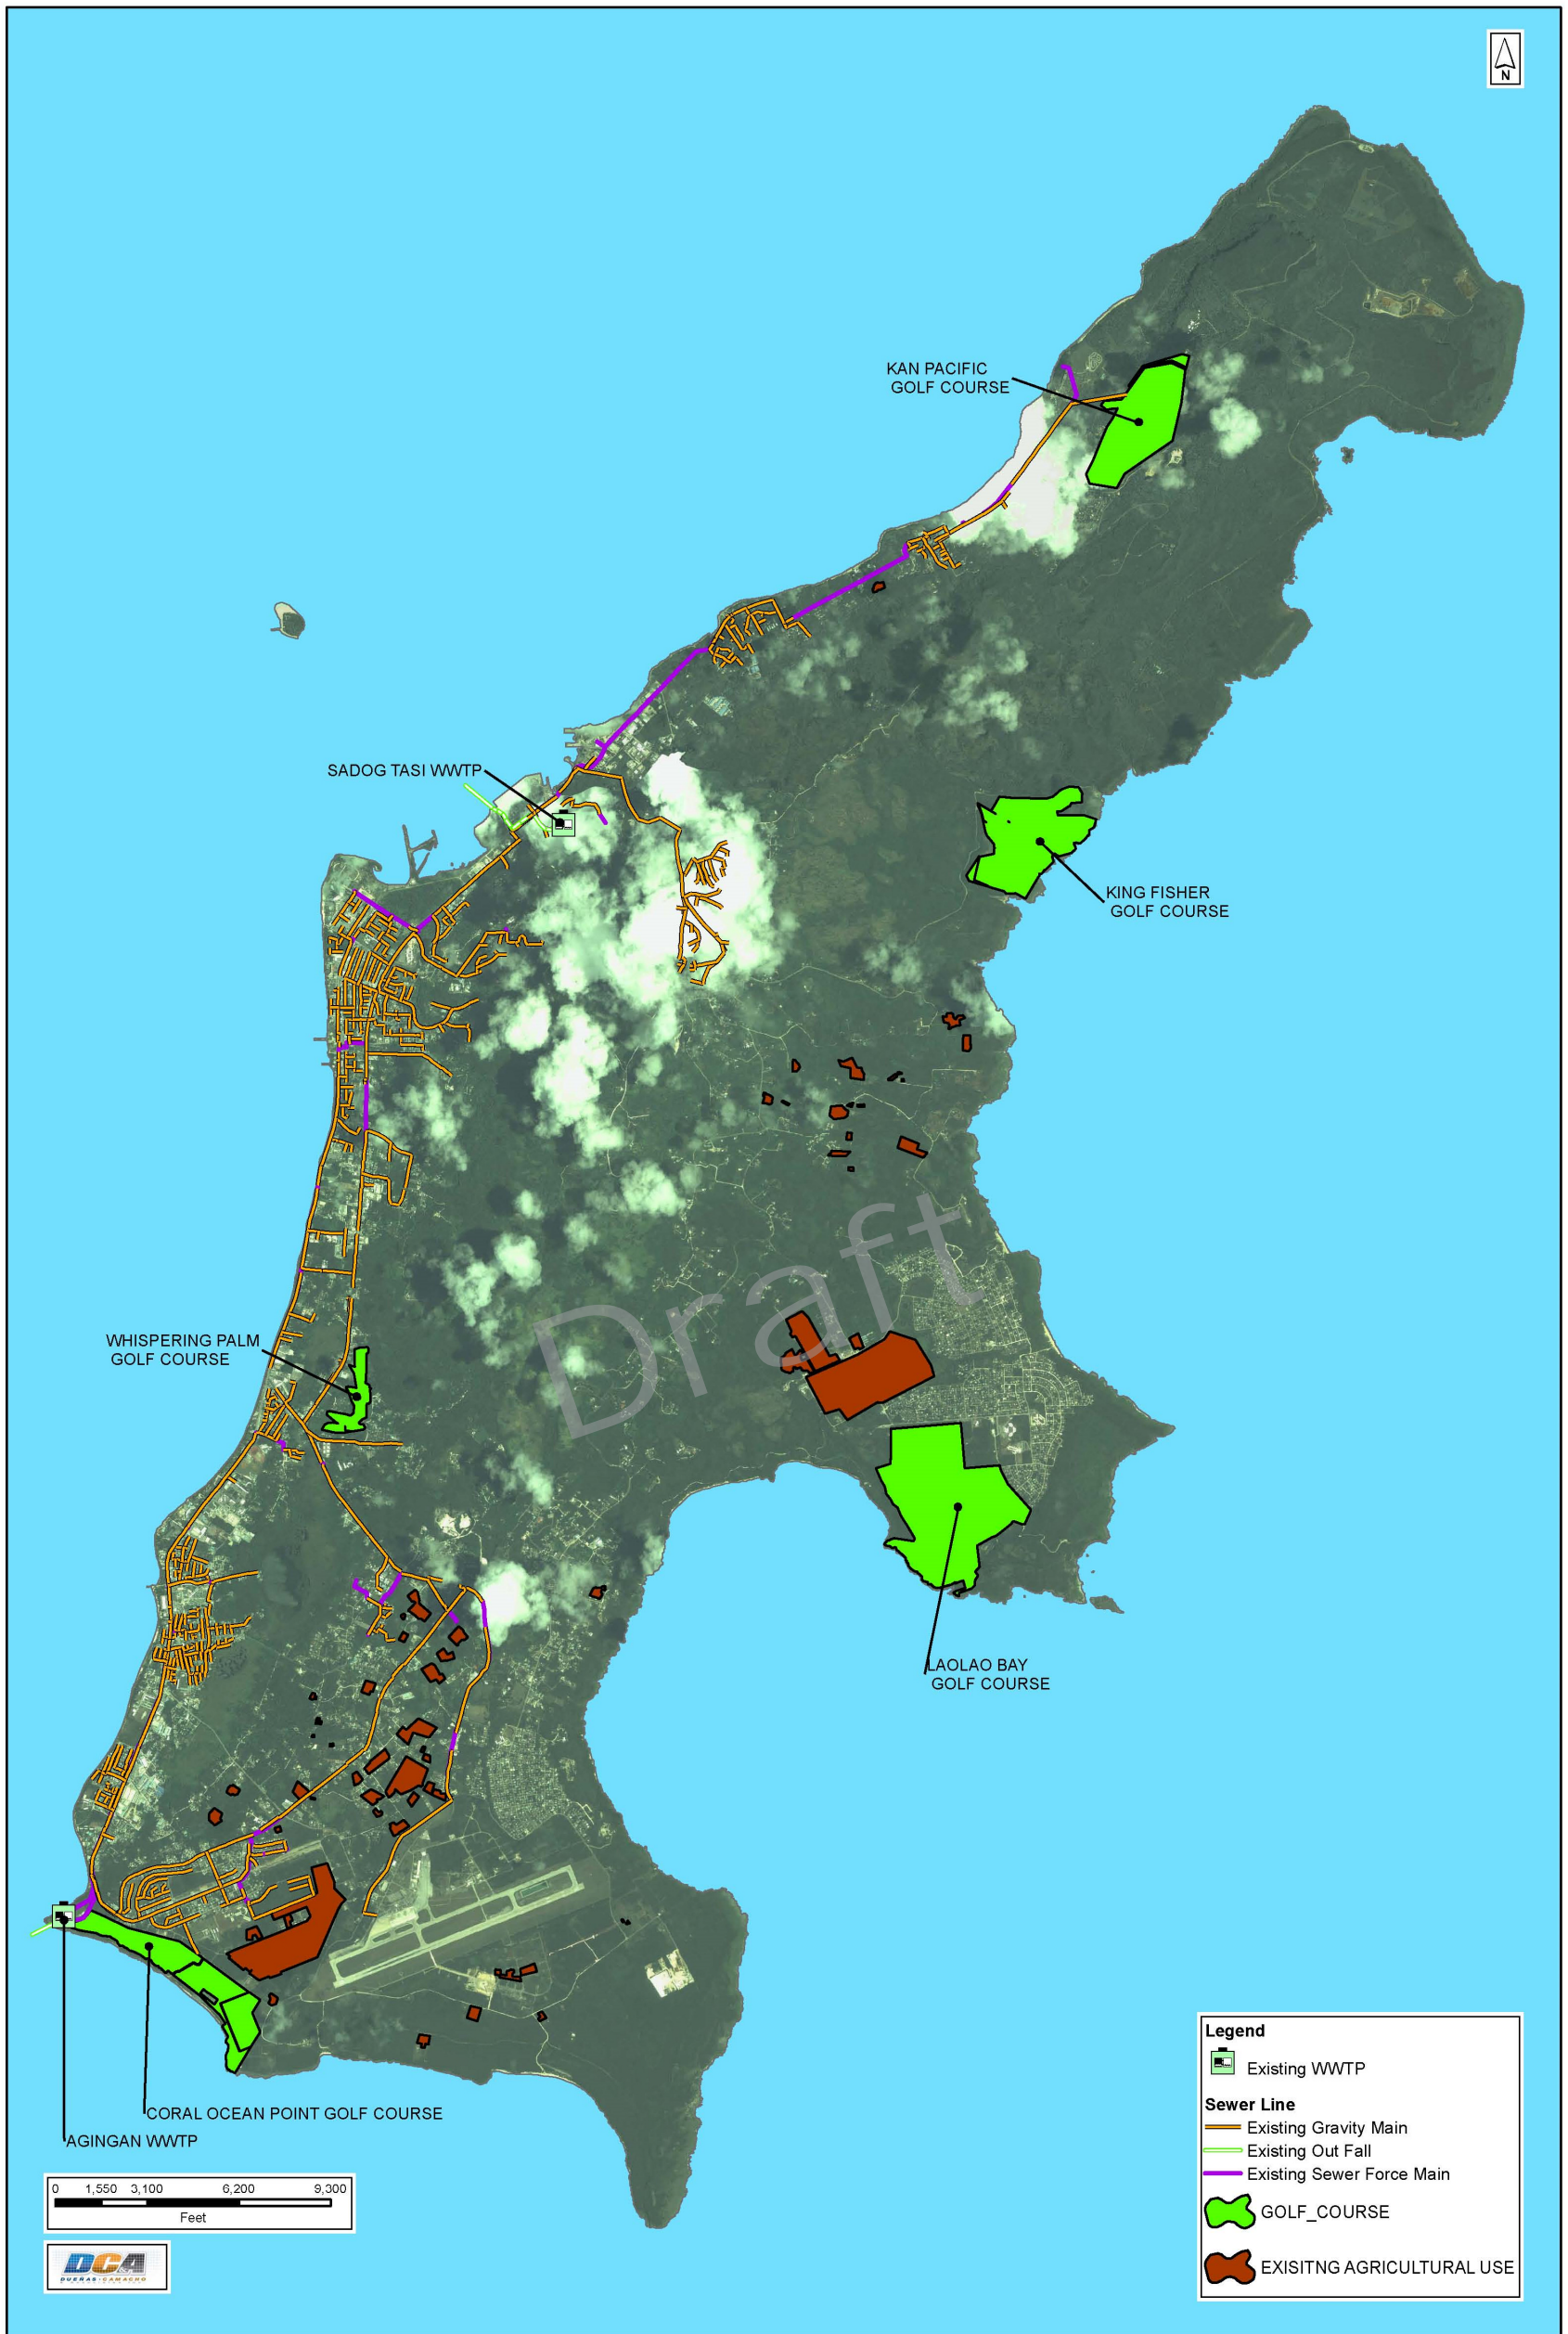 N
KAN PACIFIC
GOLF COURSE
SADOG TASI WWTP
KING FISHER
GOLF COURSE
Draft
WHISPERING PALM
GOLF COURSE
LAOLAO BAY
GOLF COURSE
CORAL OCEAN POINT GOLF COURSE
AGINGAN WWTP
0 1,550 3,100 6,200 9,300
Feet
DCA
DUEÑAS·CAMACHO
Legend
Existing WWTP
Sewer Line
Existing Gravity Main
Existing Out Fall
Existing Sewer Force Main
GOLF_COURSE
EXISITNG AGRICULTURAL USE